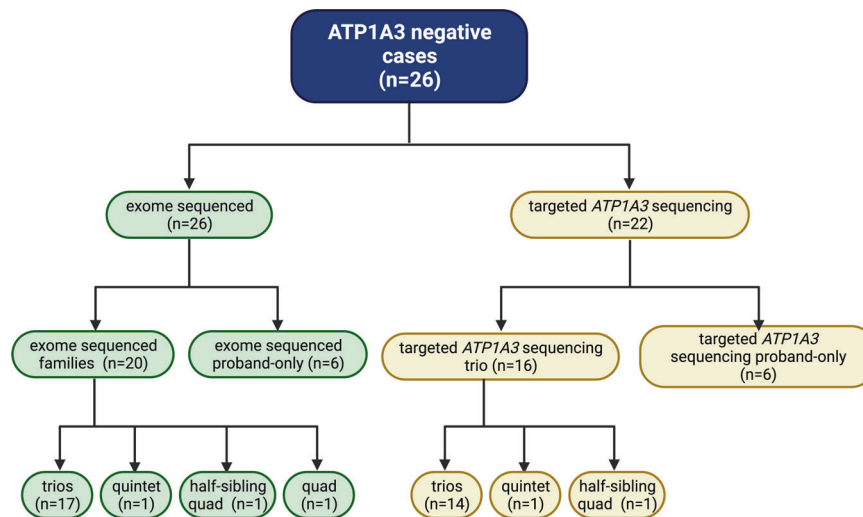 ATP1A3 negative
cases
(n=26)
exome sequenced
(n=26)
targeted ATP1A3 sequencing
(n=22)
exome sequenced
families (n=20)
exome sequenced
proband-only (n=6)
targeted ATP1A3 sequencing
trio (n=16)
targeted ATP1A3
sequencing proband-only
(n=6)
trios
(n=17)
quintet
(n=1)
half-sibling
quad (n=1)
quad
(n=1)
trios
(n=14)
quintet
(n=1)
half-sibling
quad (n=1)